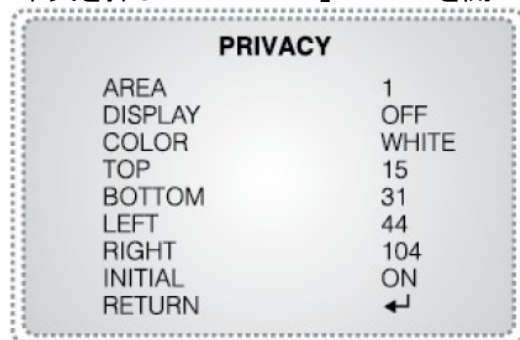 PRIVACY
AREA 1
DISPLAY OFF
COLOR WHITE
TOP 15
BOTTOM 31
LEFT 44
RIGHT 104
INITIAL ON
RETURN ↵